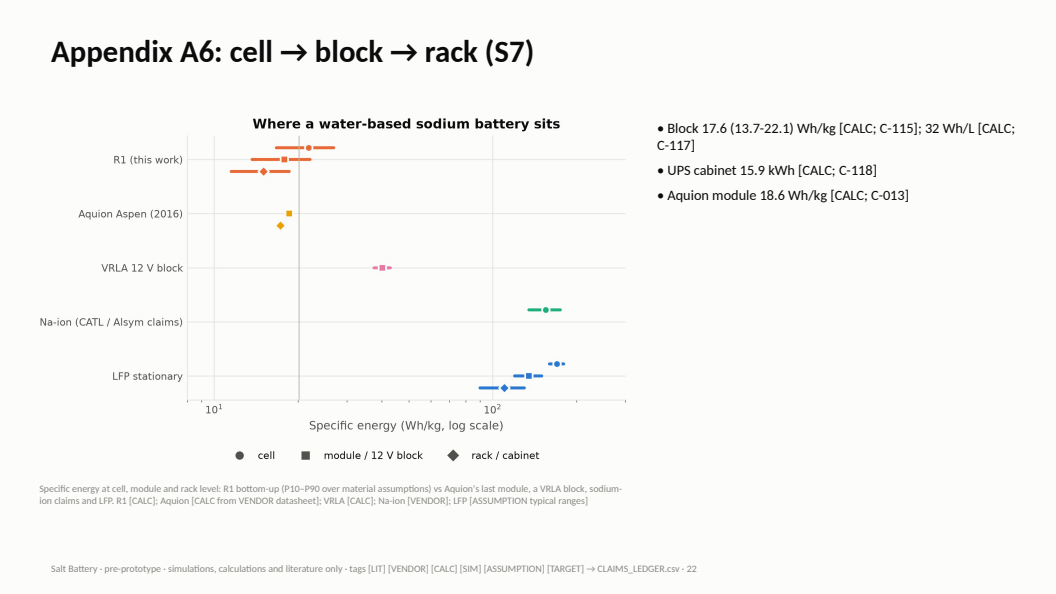 Appendix A6: cell → block → rack (S7)
Where a water-based sodium battery sits
R1 (this work)
Aquion Aspen (2016)
VRLA 12 V block
Na-ion (CATL / Alsym claims)
LFP stationary
10¹
10²
Specific energy (Wh/kg, log scale)
cell
module / 12 V block
rack / cabinet
Specific energy at cell, module and rack level: R1 bottom-up (P10–P90 over material assumptions) vs Aquion's last module, a VRLA block, sodium-
ion claims and LFP. R1 [CALC]; Aquion [CALC from VENDOR datasheet]; VRLA [CALC]; Na-ion [VENDOR]; LFP [ASSUMPTION typical ranges]
• Block 17.6 (13.7-22.1) Wh/kg [CALC; C-115]; 32 Wh/L [CALC;
C-117]
• UPS cabinet 15.9 kWh [CALC; C-118]
• Aquion module 18.6 Wh/kg [CALC; C-013]
Salt Battery · pre-prototype · simulations, calculations and literature only · tags [LIT] [VENDOR] [CALC] [SIM] [ASSUMPTION] [TARGET] → CLAIMS_LEDGER.csv · 22